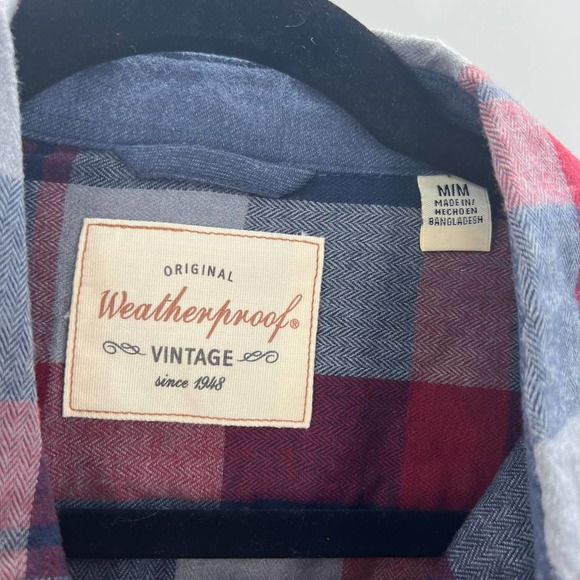 ORIGINAL
Weatherproof®
VINTAGE
since 1948
M/M
MADE IN/
HECHO EN
BANGLADESH